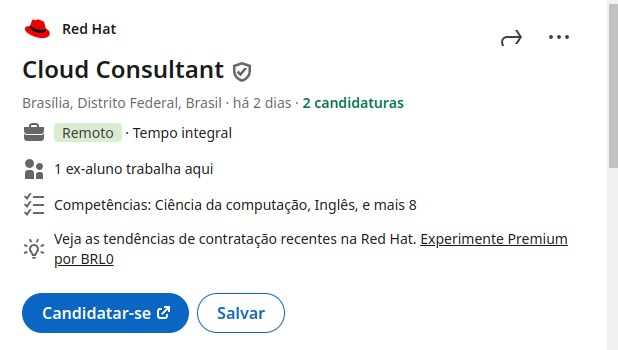 Red Hat
Cloud Consultant
Brasília, Distrito Federal, Brasil · há 2 dias · 2 candidaturas
Remoto · Tempo integral
1 ex-aluno trabalha aqui
Competências: Ciência da computação, Inglês, e mais 8
Veja as tendências de contratação recentes na Red Hat. Experimente Premium
por BRL0
Candidatar-se
Salvar